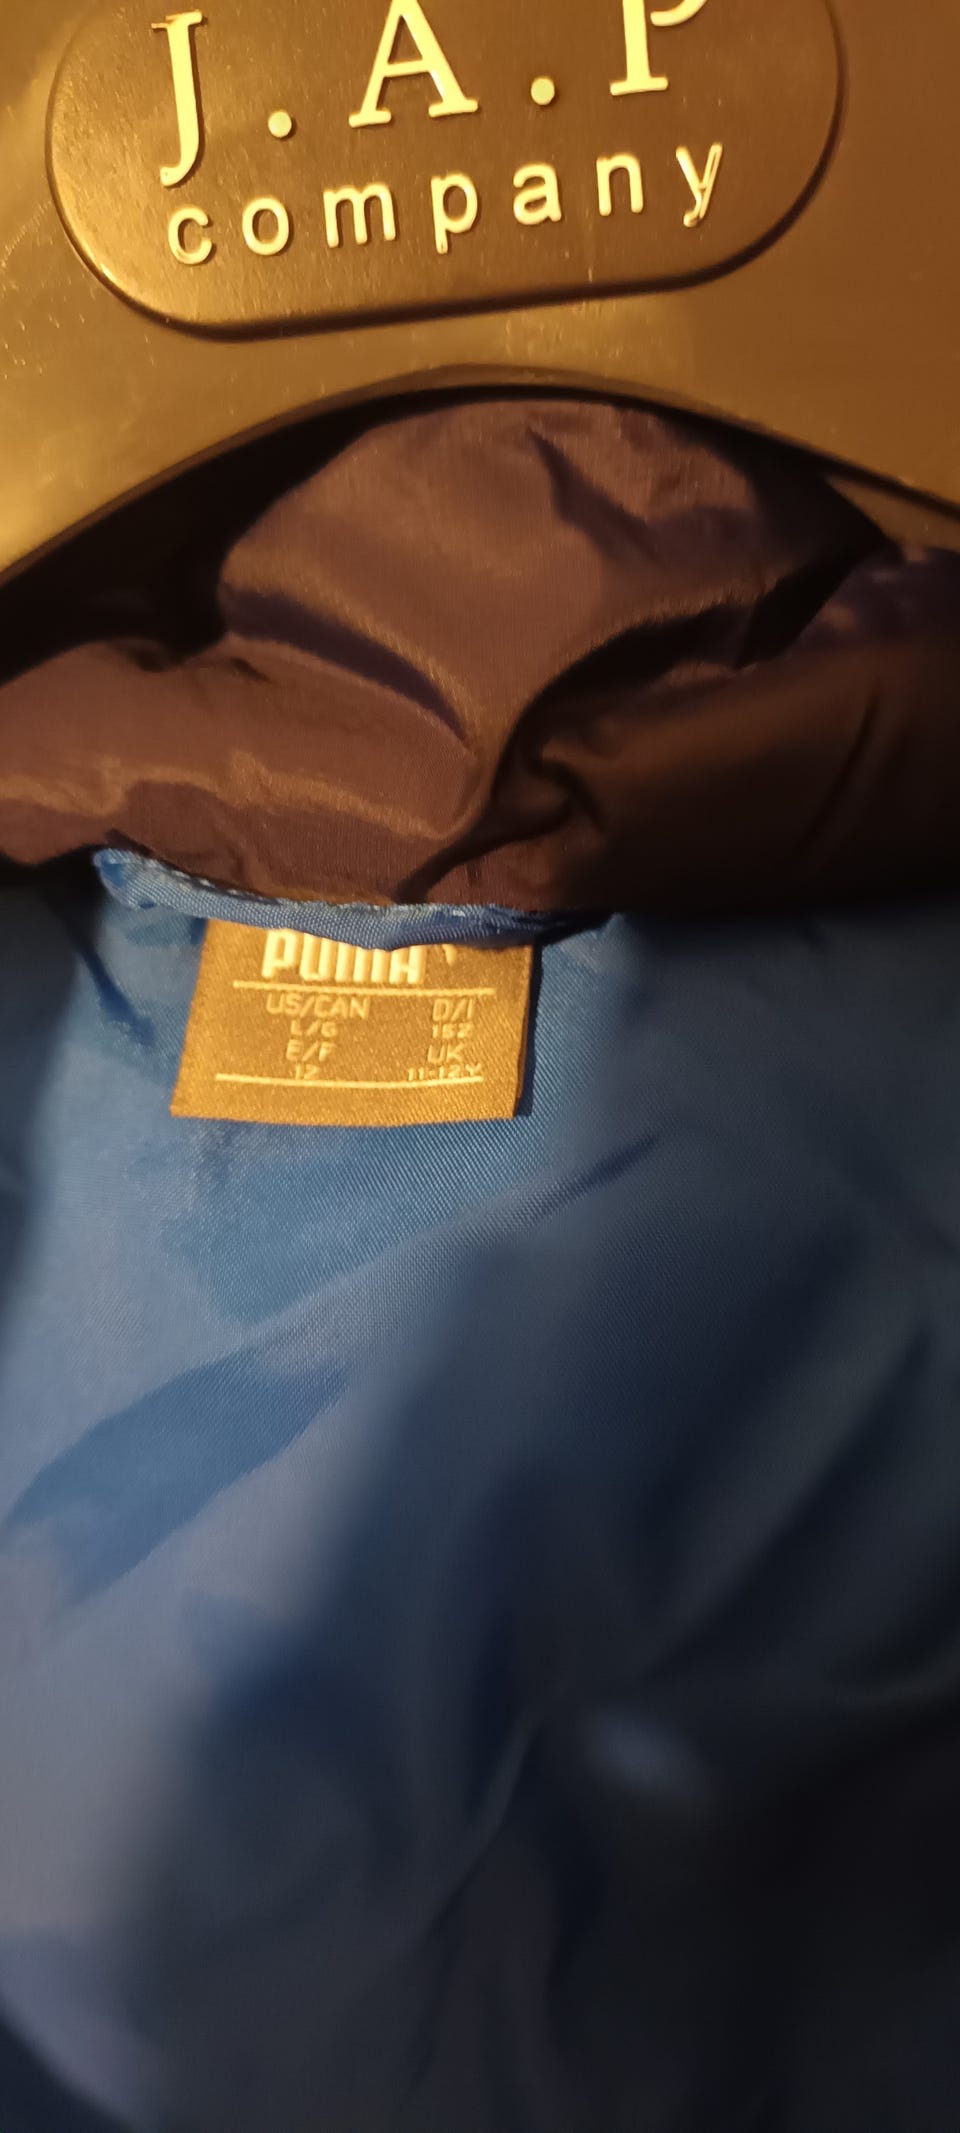 J.A.P
company
PUMA
US/CAN D/I
L/G 152
E/F UK
12 11-12Y